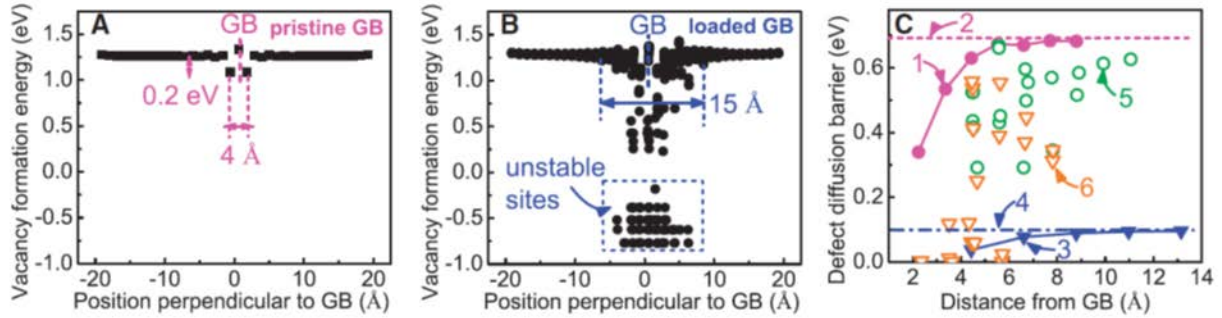 A
GB
pristine GB
0.2 eV
4 Å
Vacancy formation energy (eV)
1.5
1.0
0.5
0.0
-0.5
-1.0
-20
-10
0
10
20
Position perpendicular to GB (Å)
B
GB
loaded GB
15 Å
unstable
sites
Vacancy formation energy (eV)
1.5
1.0
0.5
0.0
-0.5
-1.0
-20
-10
0
10
20
Position perpendicular to GB (Å)
C
2
1
5
6
4
3
Defect diffusion barrier (eV)
0.6
0.4
0.2
0.0
2
4
6
8
10
12
14
Distance from GB (Å)